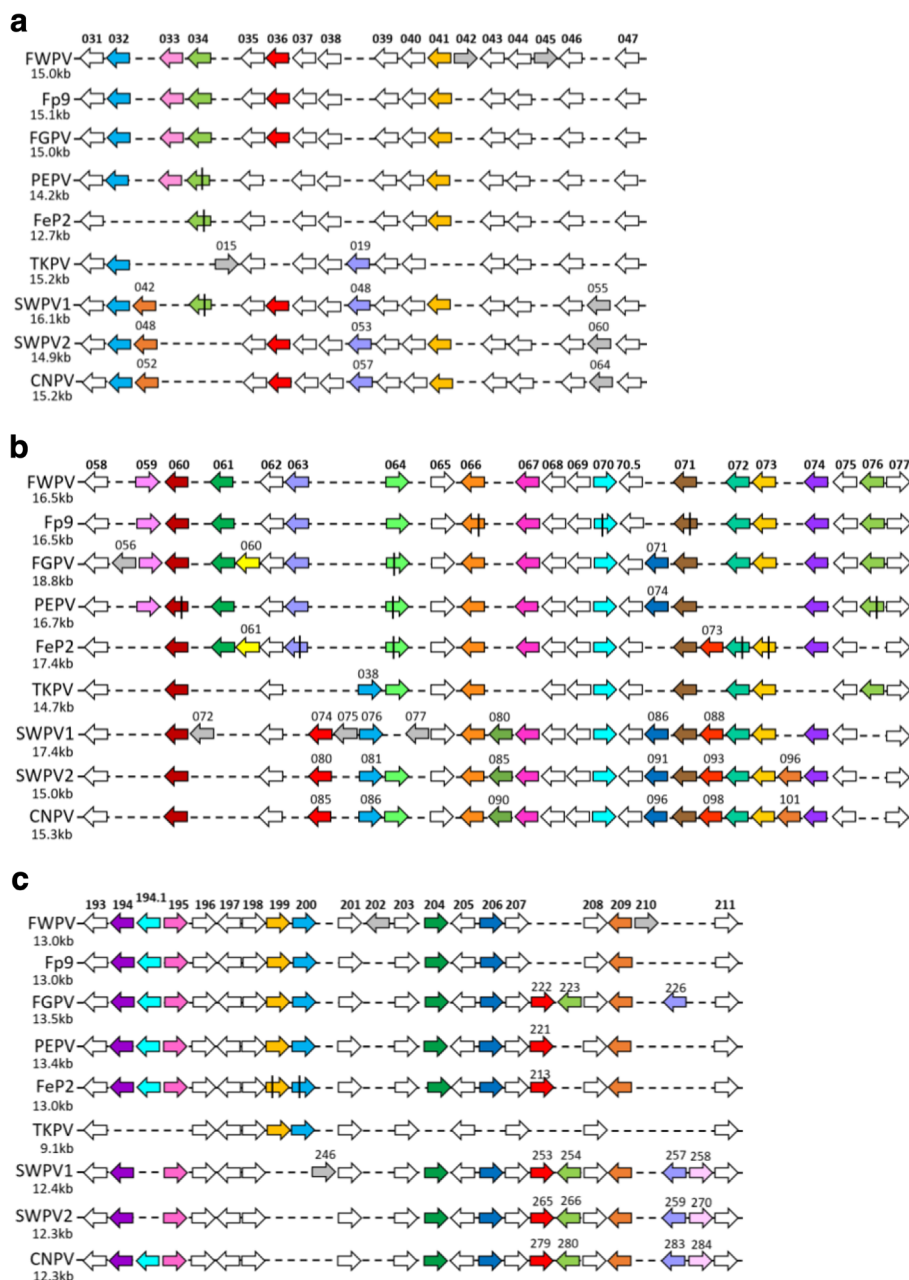 a
031 032 033 034 035 036 037 038 039 040 041 042 043 044 045 046 047
FWPV
15.0kb
Fp9
15.1kb
FGPV
15.0kb
PEPV
14.2kb
FeP2
12.7kb
015 019
TKPV
15.2kb
042 048 055
SWPV1
16.1kb
048 053 060
SWPV2
14.9kb
052 057 064
CNPV
15.2kb
b
058 059 060 061 062 063 064 065 066 067 068 069 070 70.5 071 072 073 074 075 076 077
FWPV
16.5kb
Fp9
16.5kb
056 060 071
FGPV
18.8kb
074
PEPV
16.7kb
061 073
FeP2
17.4kb
038
TKPV
14.7kb
072 074 075 076 077 080 086 088
SWPV1
17.4kb
080 081 085 091 093 096
SWPV2
15.0kb
085 086 090 096 098 101
CNPV
15.3kb
c
193 194 194.1 195 196 197 198 199 200 201 202 203 204 205 206 207 208 209 210 211
FWPV
13.0kb
Fp9
13.0kb
222 223 226
FGPV
13.5kb
221
PEPV
13.4kb
213
FeP2
13.0kb
TKPV
9.1kb
246 253 254 257 258
SWPV1
12.4kb
265 266 259 270
SWPV2
12.3kb
279 280 283 284
CNPV
12.3kb